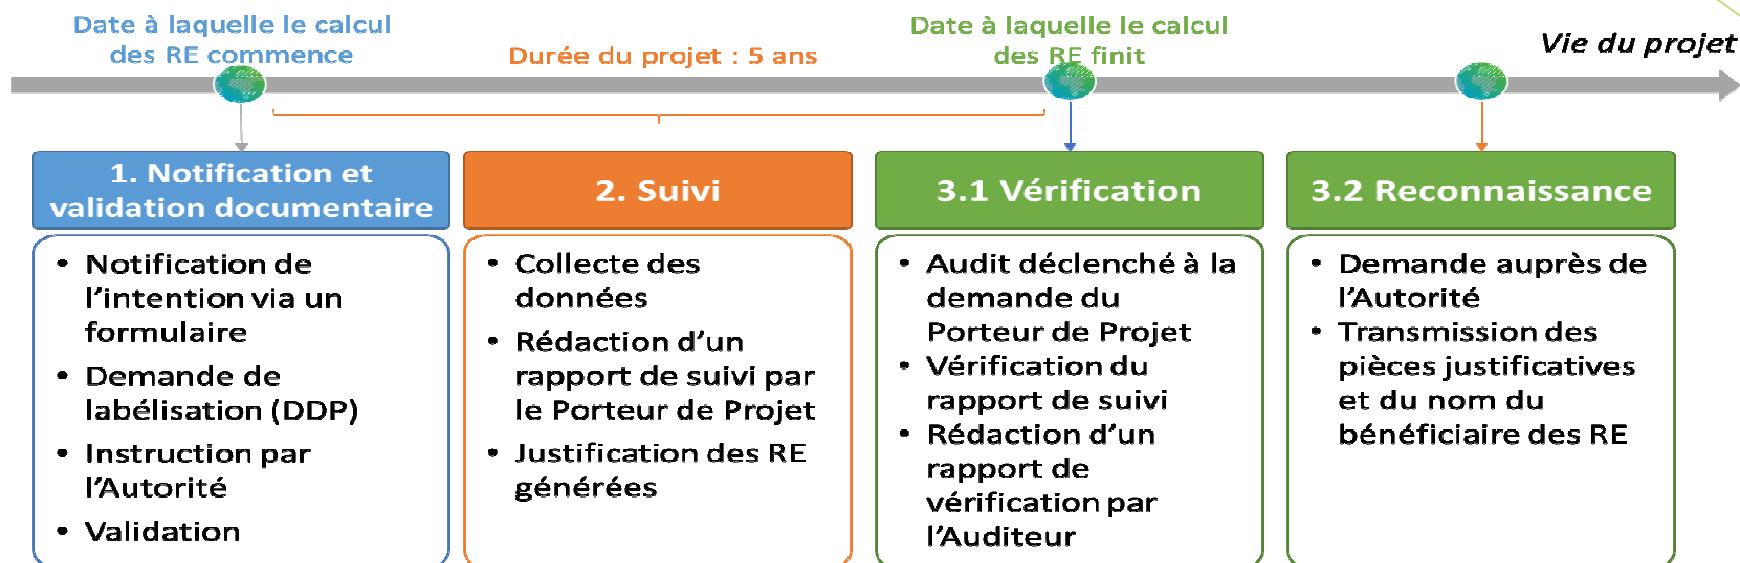 Date à laquelle le calcul
des RE commence
Durée du projet : 5 ans
Date à laquelle le calcul
des RE finit
Vie du projet
1. Notification et
validation documentaire
• Notification de
l’intention via un
formulaire
• Demande de
labélisation (DDP)
• Instruction par
l’Autorité
• Validation
2. Suivi
• Collecte des
données
• Rédaction d’un
rapport de suivi par
le Porteur de Projet
• Justification des RE
générées
3.1 Vérification
• Audit déclenché à la
demande du
Porteur de Projet
• Vérification du
rapport de suivi
• Rédaction d’un
rapport de
vérification par
l’Auditeur
3.2 Reconnaissance
• Demande auprès de
l’Autorité
• Transmission des
pièces justificatives
et du nom du
bénéficiaire des RE